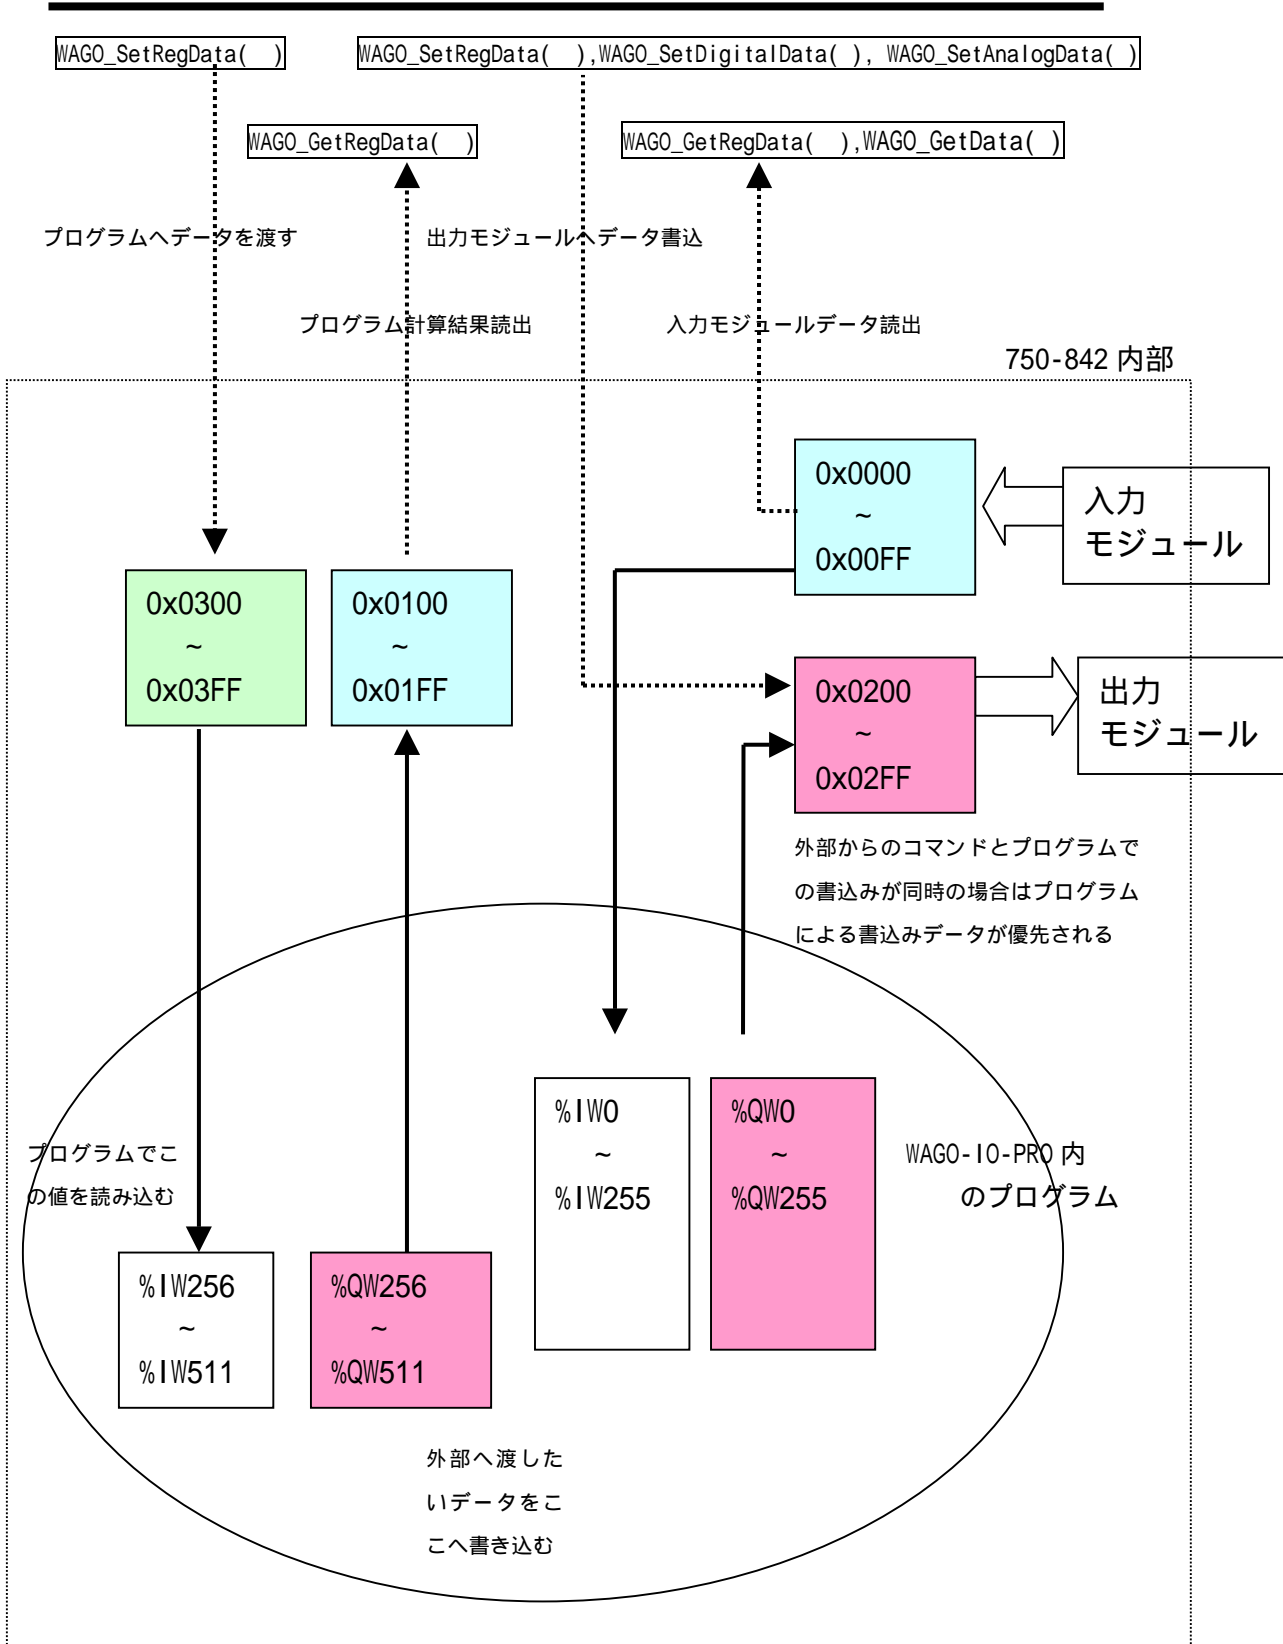 WAGO_SetRegData(  )
WAGO_SetRegData(  ),WAGO_SetDigitalData( ), WAGO_SetAnalogData( )
WAGO_GetRegData(  )
WAGO_GetRegData(  ),WAGO_GetData( )
プログラムへデータを渡す
出力モジュールへデータ書込
プログラム計算結果読出
入力モジュールデータ読出
750-842 内部
0x0000
~
0x00FF
入力
モジュール
0x0300
~
0x03FF
0x0100
~
0x01FF
0x0200
~
0x02FF
出力
モジュール
外部からのコマンドとプログラムで
の書込みが同時の場合はプログラム
による書込みデータが優先される
%IW0
~
%IW255
%QW0
~
%QW255
WAGO-IO-PRO 内
のプログラム
プログラムでこ
の値を読み込む
%IW256
~
%IW511
%QW256
~
%QW511
外部へ渡した
いデータをこ
こへ書き込む